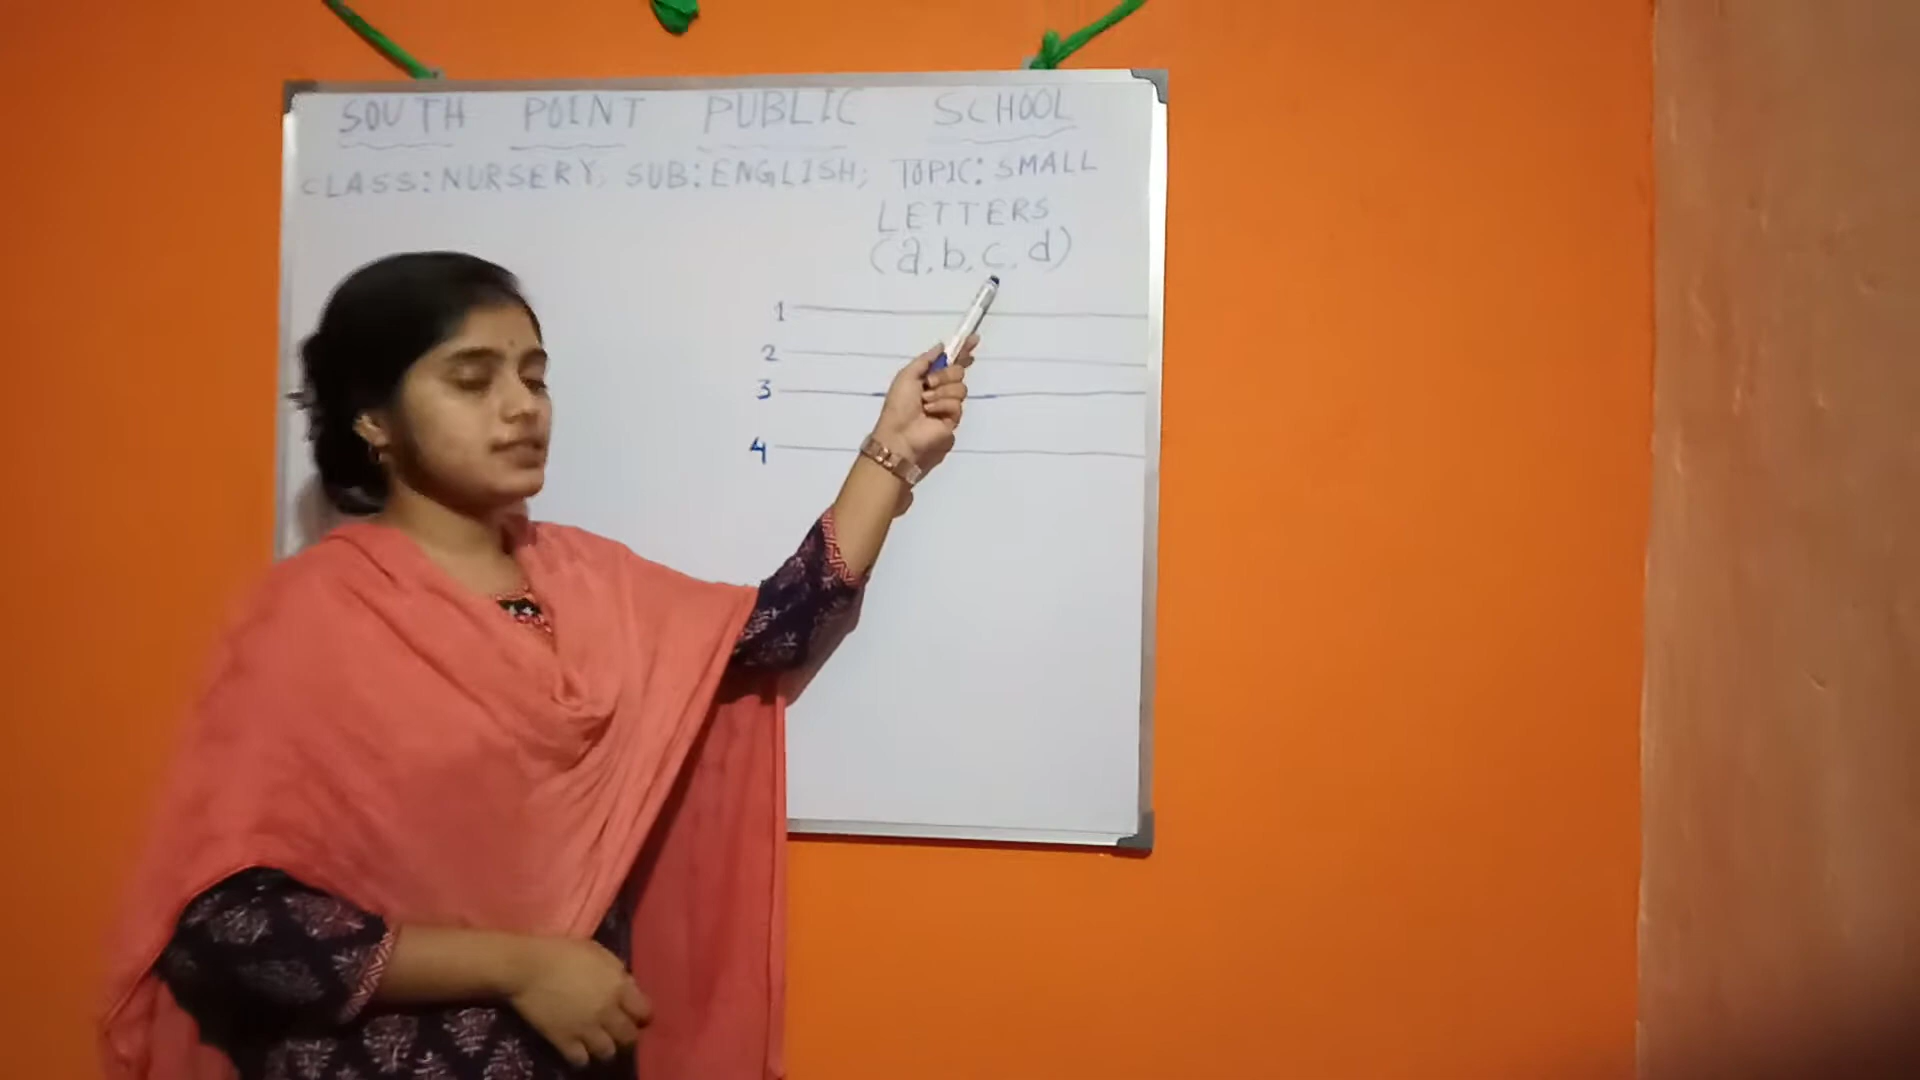 SOUTH POINT PUBLIC SCHOOL
CLASS: NURSERY; SUB: ENGLISH; TOPIC: SMALL
LETTERS
(a, b, c, d)
1
2
3
4